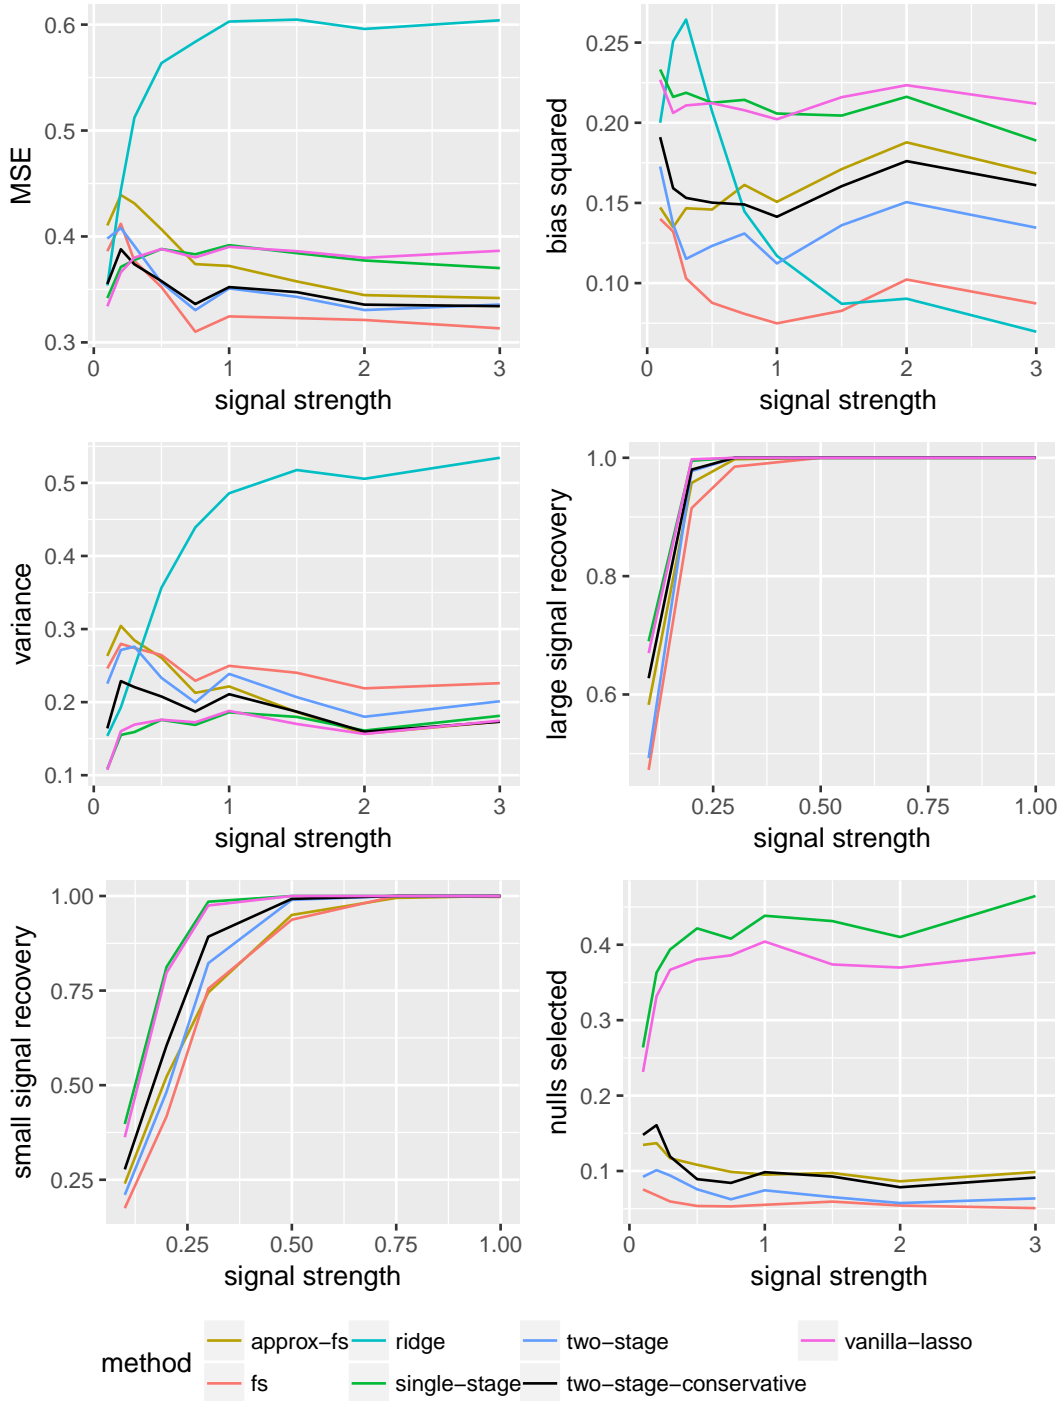 MSE
0.6
0.5
0.4
0.3
0 1 2 3
signal strength
bias squared
0.25
0.20
0.15
0.10
0 1 2 3
signal strength
variance
0.5
0.4
0.3
0.2
0.1
0 1 2 3
signal strength
large signal recovery
1.0
0.8
0.6
0.25 0.50 0.75 1.00
signal strength
small signal recovery
1.00
0.75
0.50
0.25
0.25 0.50 0.75 1.00
signal strength
nulls selected
0.4
0.3
0.2
0.1
0 1 2 3
signal strength
method
approx−fs ridge two−stage vanilla−lasso
fs single−stage two−stage−conservative